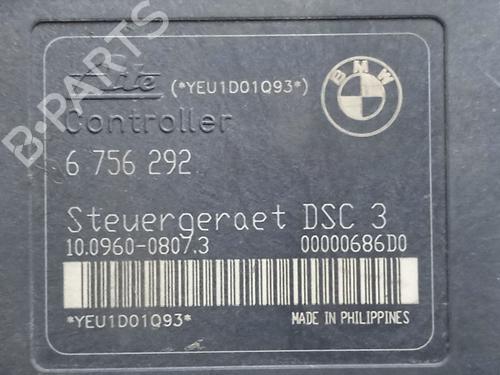 B-PARTS
Ate (*YEU1D01Q93*)
BMW
Controller
6 756 292
Steuergeraet DSC 3
10.0960-0807.3 00000686D0
*YEU1D01Q93* MADE IN PHILIPPINES